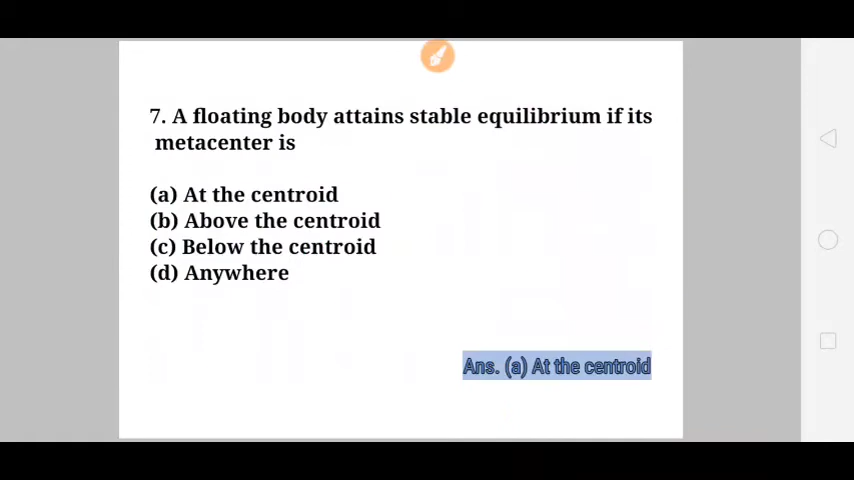 7. A floating body attains stable equilibrium if its
metacenter is
(a) At the centroid
(b) Above the centroid
(c) Below the centroid
(d) Anywhere
Ans. (a) At the centroid